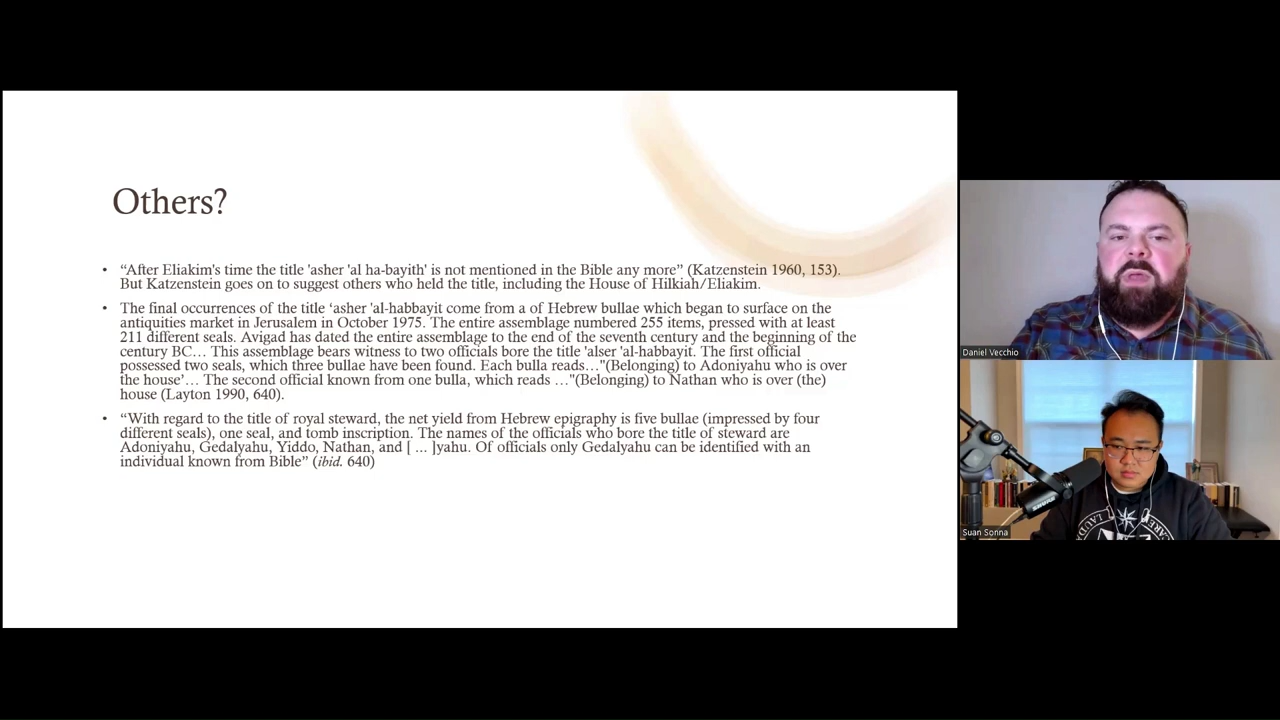 Others?
• “After Eliakim's time the title 'asher 'al ha-bayith' is not mentioned in the Bible any more” (Katzenstein 1960, 153).
But Katzenstein goes on to suggest others who held the title, including the House of Hilkiah/Eliakim.
• The final occurrences of the title ‘asher 'al-habbayit come from a of Hebrew bullae which began to surface on the
antiquities market in Jerusalem in October 1975. The entire assemblage numbered 255 items, pressed with at least
211 different seals. Avigad has dated the entire assemblage to the end of the seventh century and the beginning of the
century BC… This assemblage bears witness to two officials bore the title 'alser 'al-habbayit. The first official
possessed two seals, which three bullae have been found. Each bulla reads…"(Belonging) to Adoniyahu who is over
the house’… The second official known from one bulla, which reads …"(Belonging) to Nathan who is over (the)
house (Layton 1990, 640).
• “With regard to the title of royal steward, the net yield from Hebrew epigraphy is five bullae (impressed by four
different seals), one seal, and tomb inscription. The names of the officials who bore the title of steward are
Adoniyahu, Gedalyahu, Yiddo, Nathan, and [ ... ]yahu. Of officials only Gedalyahu can be identified with an
individual known from Bible” (ibid. 640)
Daniel Vecchio
Suan Sonna
SHURE